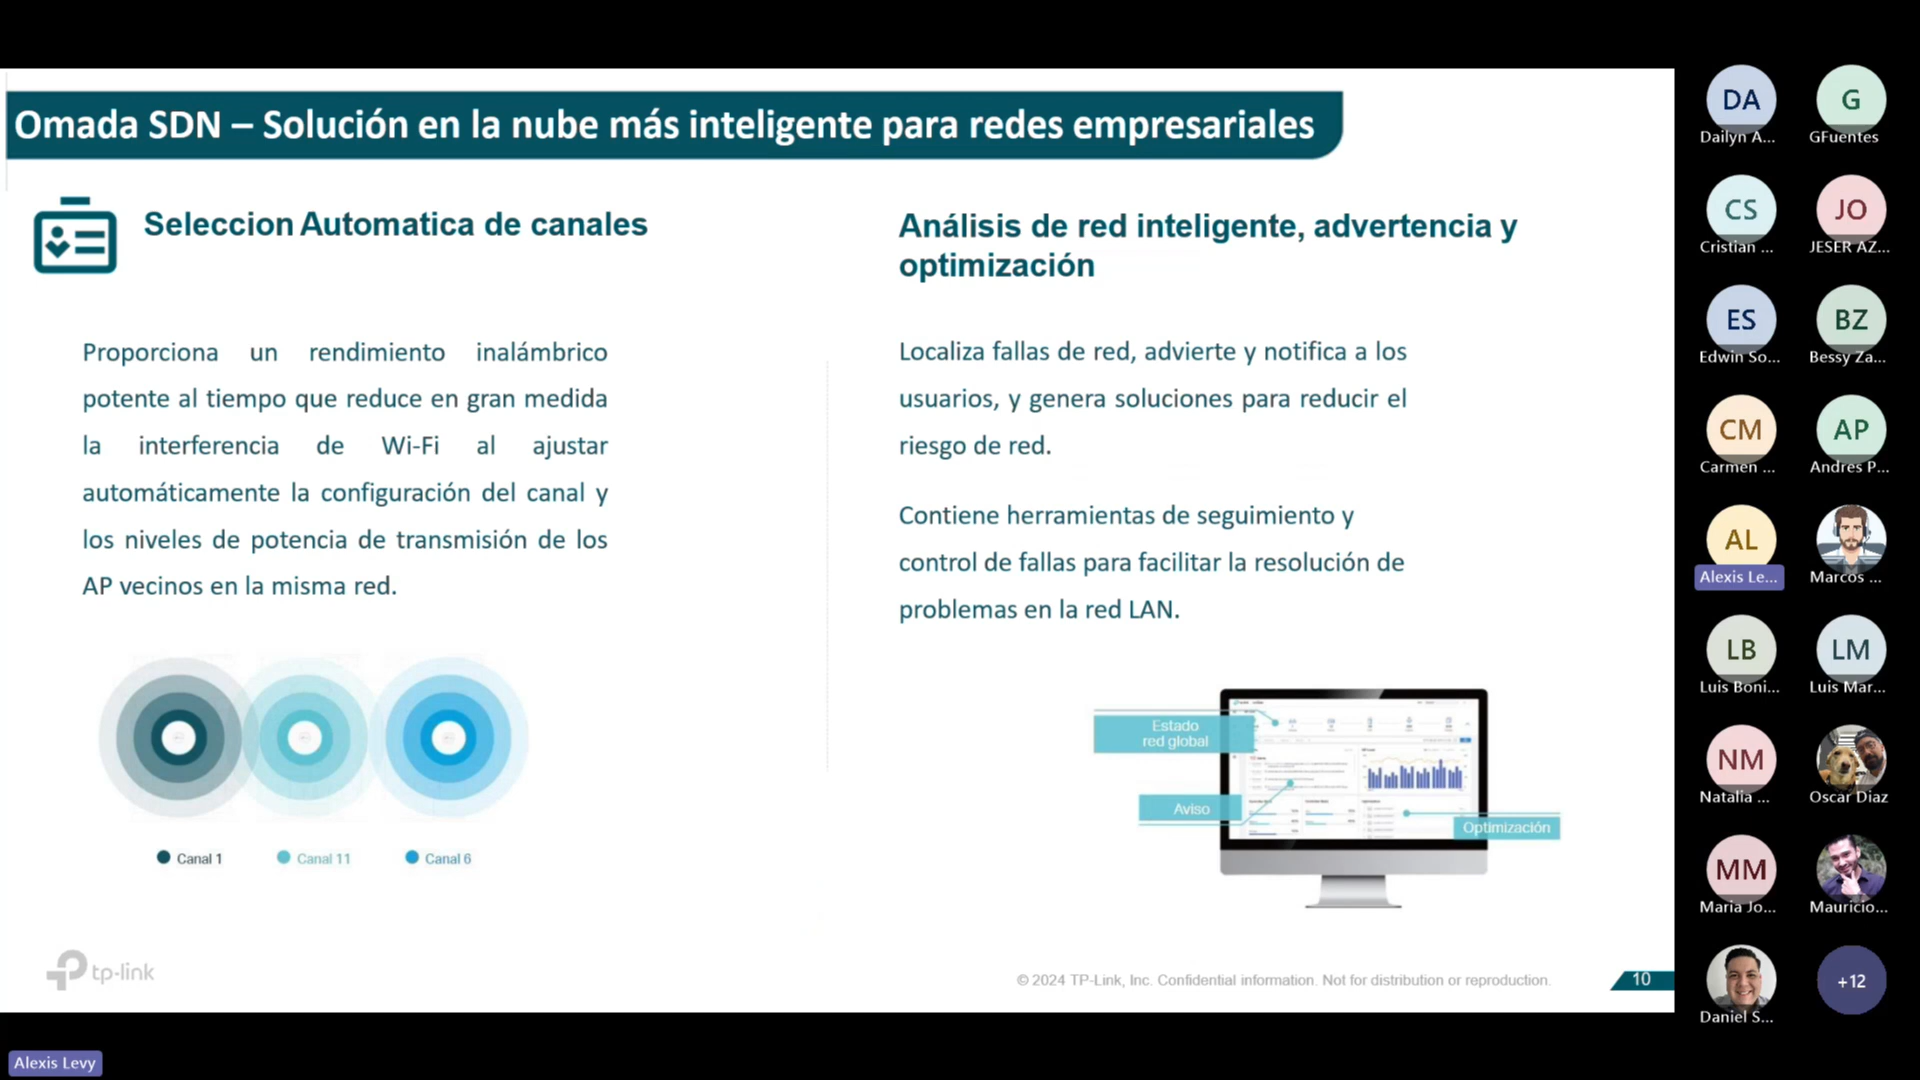 Omada SDN – Solución en la nube más inteligente para redes empresariales
Seleccion Automatica de canales
Proporciona un rendimiento inalámbrico
potente al tiempo que reduce en gran medida
la interferencia de Wi-Fi al ajustar
automáticamente la configuración del canal y
los niveles de potencia de transmisión de los
AP vecinos en la misma red.
Canal 1
Canal 11
Canal 6
Análisis de red inteligente, advertencia y
optimización
Localiza fallas de red, advierte y notifica a los
usuarios, y genera soluciones para reducir el
riesgo de red.
Contiene herramientas de seguimiento y
control de fallas para facilitar la resolución de
problemas en la red LAN.
Estado
red global
Aviso
Optimización
tp-link
© 2024 TP-Link, Inc. Confidential information. Not for distribution or reproduction.
10
DA
Dailyn A...
G
GFuentes
CS
Cristian ...
JO
JESER AZ...
ES
Edwin So...
BZ
Bessy Za...
CM
Carmen ...
AP
Andres P...
AL
Alexis Le...
Marcos ...
LB
Luis Boni...
LM
Luis Mar...
NM
Natalia ...
Oscar Diaz
MM
Maria Jo...
Mauricio...
Daniel S...
+12
Alexis Levy